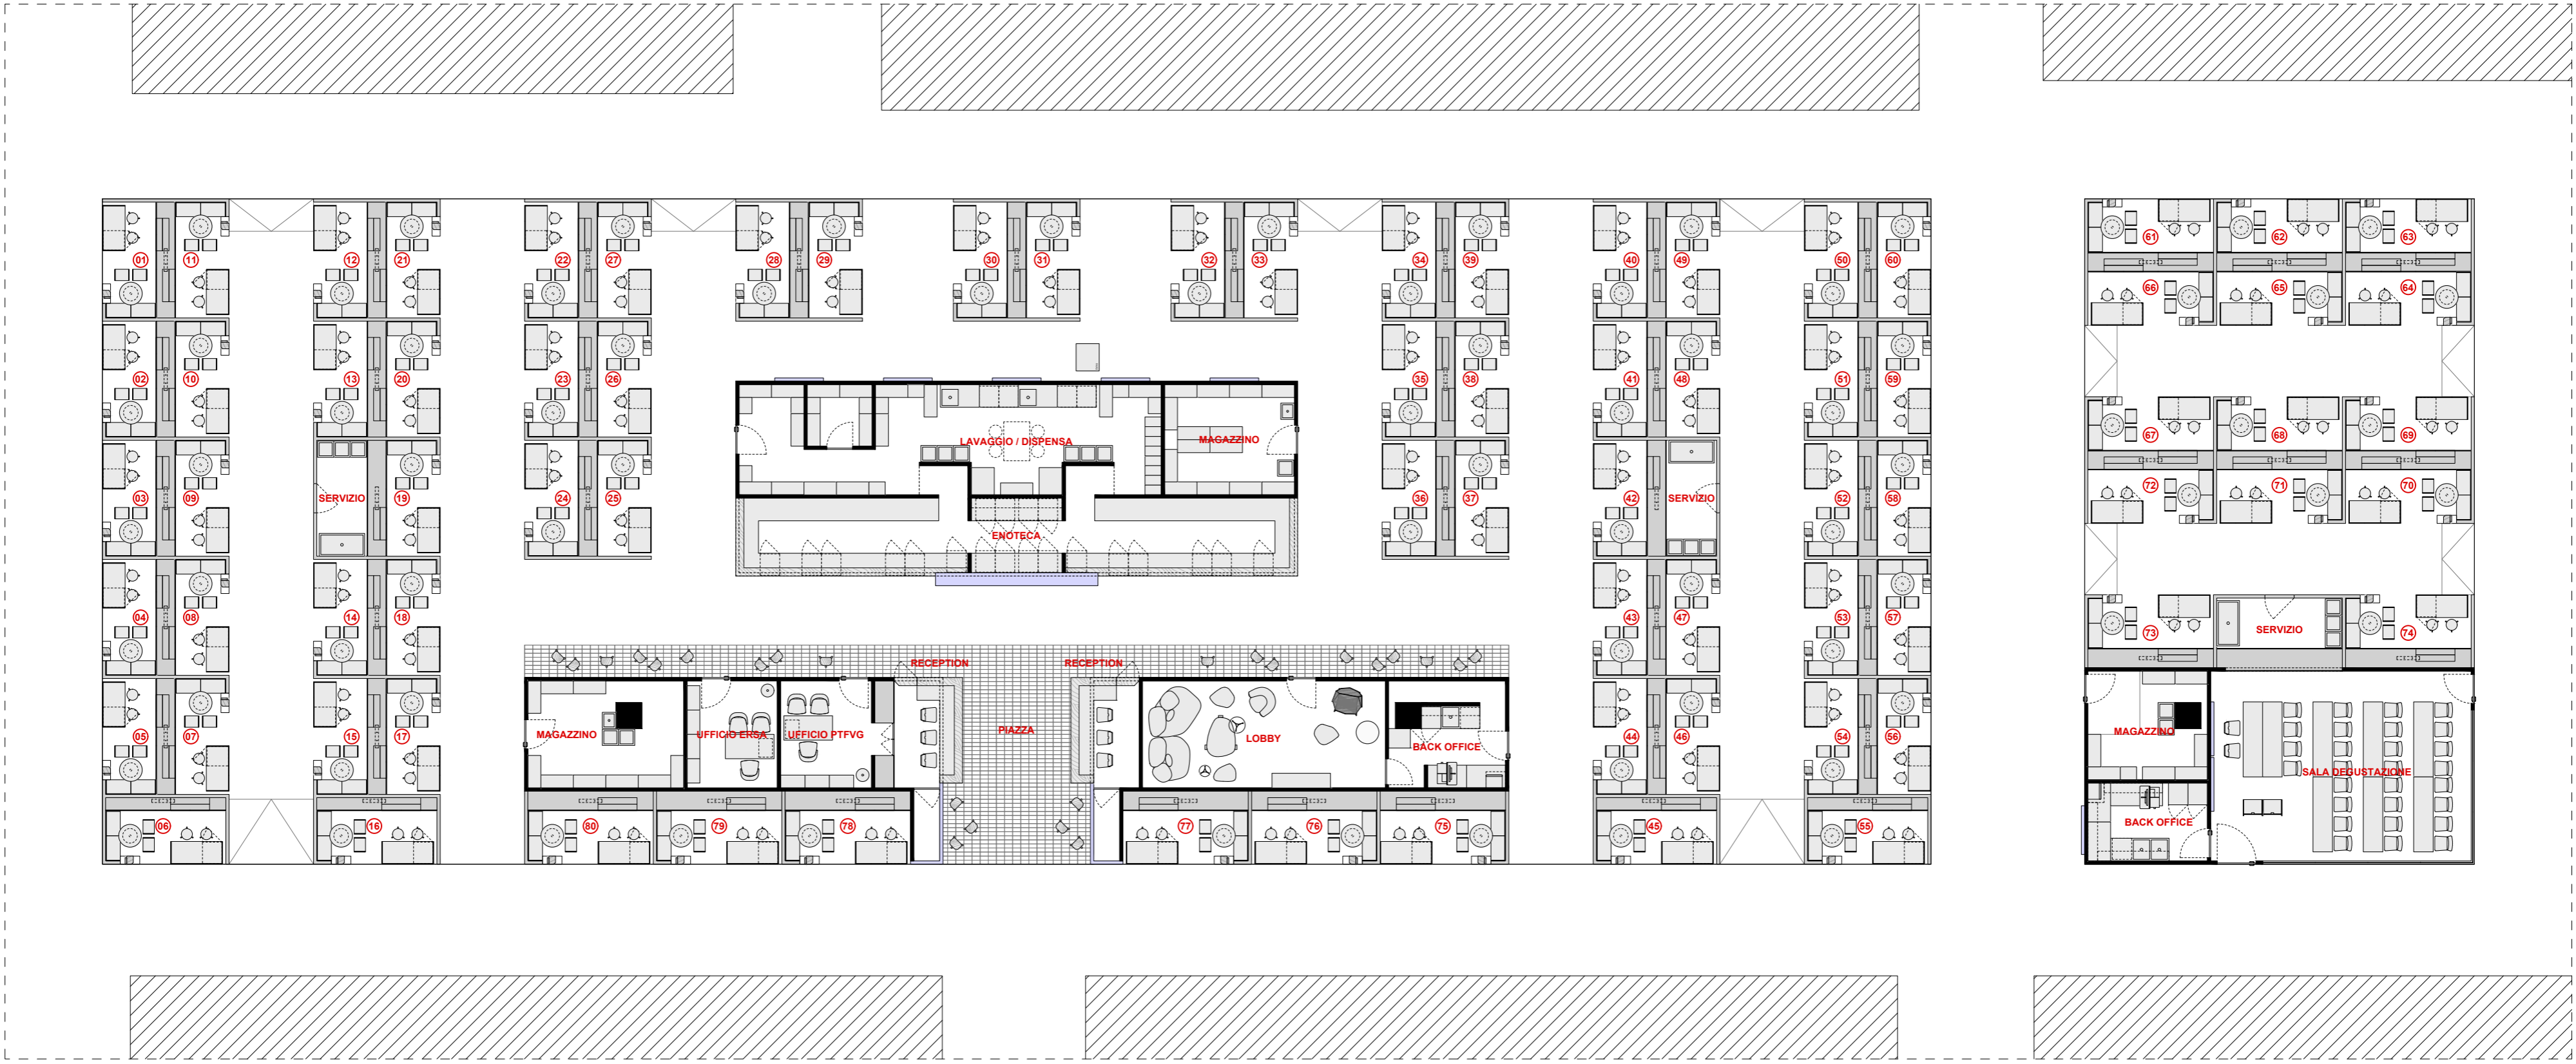 01 11 12 21 22 27 28 29 30 31 32 33 34 39 40 49 50 60
61 62 63
66 65 64
02 10 13 20 23 26 35 38 41 48 51 59
67 68 69
LAVAGGIO / DISPENSA
MAGAZZINO
03 09 SERVIZIO 19 24 25 36 37 42 SERVIZIO 52 58
72 71 70
ENOTECA
04 08 14 18 43 47 53 57
73 SERVIZIO 74
RECEPTION RECEPTION
05 07 15 17 MAGAZZINO UFFICIO ERSA UFFICIO PTFVG PIAZZA LOBBY BACK OFFICE 44 46 54 56
MAGAZZINO
SALA DEGUSTAZIONE
06 16 80 79 78 77 76 75 45 55
BACK OFFICE